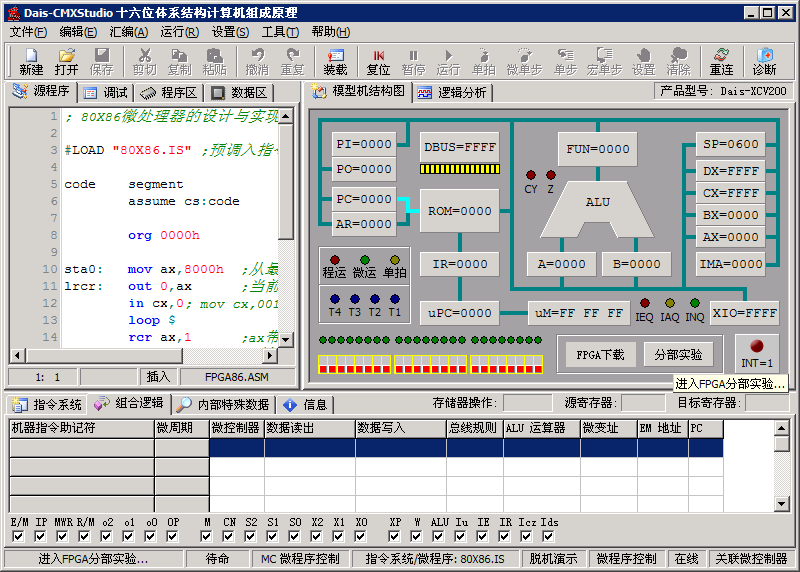 Dais-CMXStudio 十六位体系结构计算机组成原理
文件(F) 编辑(E) 汇编(A) 运行(R) 设置(S) 工具(T) 帮助(H)
新建 打开 保存 剪切 复制 粘贴 撤消 重复 装载 复位 暂停 运行 单拍 微单步 单步 宏单步 设置 清除 重连 诊断
源程序 调试 程序区 数据区
1 ; 80X86微处理器的设计与实现
2
3 #LOAD "80X86.IS" ;预调入指
4
5 code segment
6 assume cs:code
7
8 org 0000h
9
10 sta0: mov ax,8000h ;从最
11 lrcr: out 0,ax ;当前
12 in cx,0; mov cx,001
13 loop $
14 rcr ax,1 ;ax带
1: 1 插入 FPGA86.ASM
模型机结构图 逻辑分析 产品型号: Dais-XCV200
PI=0000
PO=0000
PC=0000
AR=0000
DBUS=FFFF
ROM=0000
IR=0000
uPC=0000
FUN=0000
CY Z
ALU
A=0000 B=0000
uM=FF FF FF
SP=0600
DX=FFFF
CX=FFFF
BX=0000
AX=0000
IMA=0000
XIO=FFFF
程运 微运 单拍
T4 T3 T2 T1
IEQ IAQ INQ
FPGA下载 分部实验
INT=1
进入FPGA分部实验...
指令系统 组合逻辑 内部特殊数据 信息 存储器操作: 源寄存器: 目标寄存器:
机器指令助记符 微周期 微控制器 数据读出 数据写入 总线规则 ALU 运算器 微变址 EM 地址 PC
E/M IP MWR R/M o2 o1 o0 OP M CN S2 S1 S0 X2 X1 X0 XP W ALU Iu IE IR Icz Ids
进入FPGA分部实验... 待命 MC 微程序控制 指令系统/微程序: 80X86.IS 脱机演示 微程序控制 在线 关联微控制器